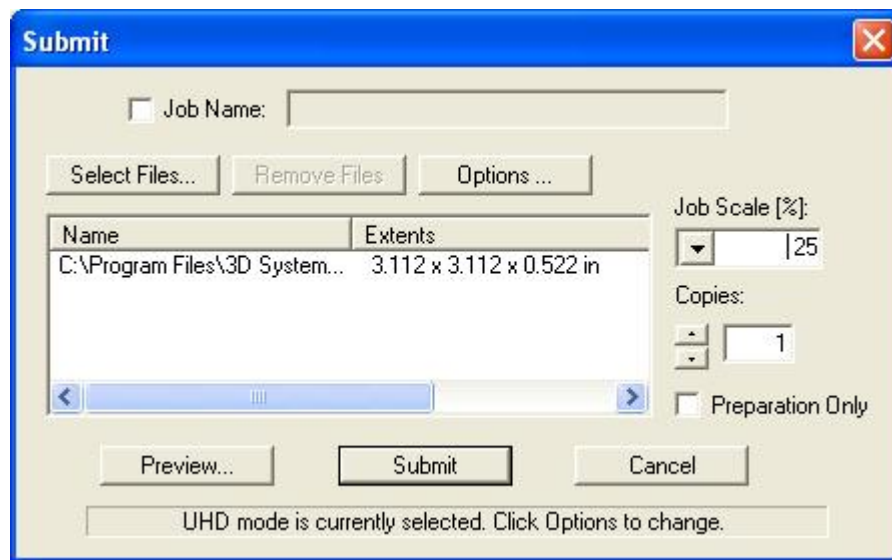 Submit
Job Name:
Select Files... Remove Files Options ...
Job Scale [%]:
Name Extents
25
C:\Program Files\3D System... 3.112 x 3.112 x 0.522 in
Copies:
1
Preparation Only
Preview... Submit Cancel
UHD mode is currently selected. Click Options to change.